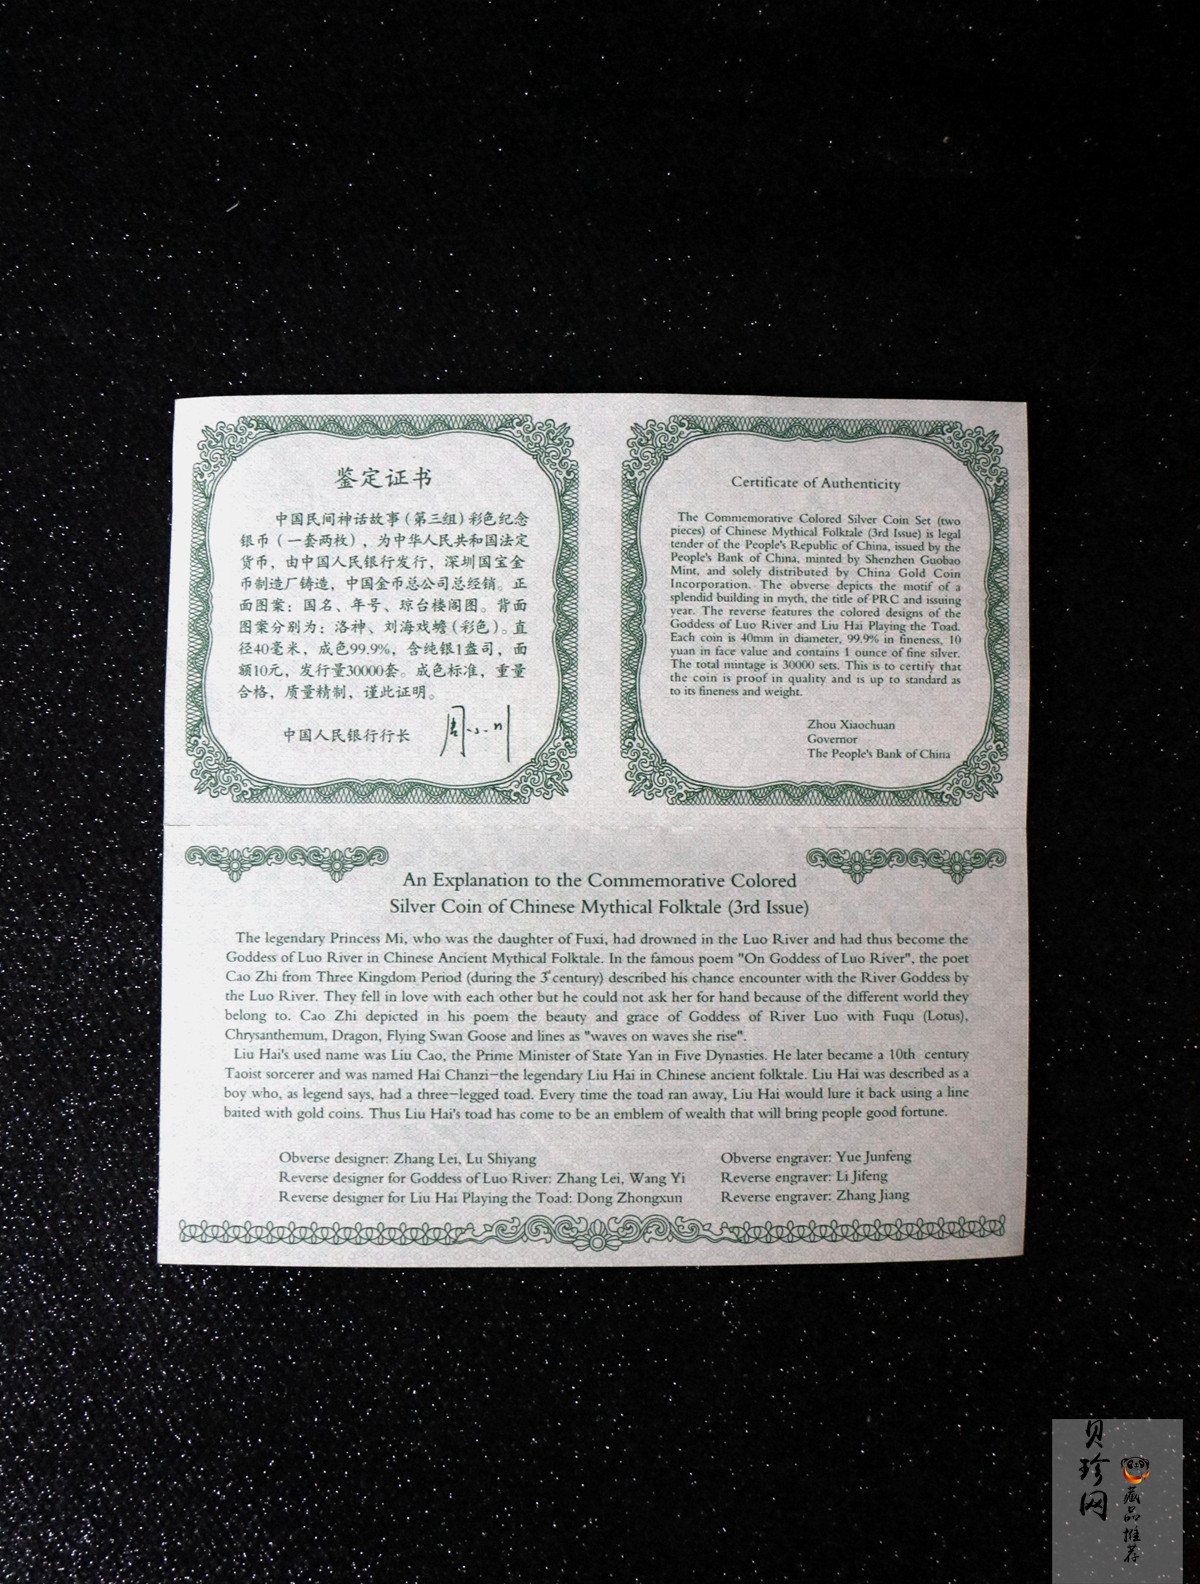 鉴定证书
中国民间神话故事(第三组)彩色纪念
银币(一套两枚),为中华人民共和国法定
货币,由中国人民银行发行,深圳国宝金
币制造厂铸造,中国金币总公司总经销。正
面图案:国名、年号、琼台楼阁图。背面
图案分别为:洛神、刘海戏蟾(彩色)。直
径40毫米,成色99.9%,含纯银1盎司,面
额10元,发行量30000套。成色标准,重量
合格,质量精制,谨此证明。
中国人民银行行长 周小川
Certificate of Authenticity
The Commemorative Colored Silver Coin Set (two
pieces) of Chinese Mythical Folktale (3rd Issue) is legal
tender of the People's Republic of China, issued by the
People's Bank of China, minted by Shenzhen Guobao
Mint, and solely distributed by China Gold Coin
Incorporation. The obverse depicts the motif of a
splendid building in myth, the title of PRC and issuing
year. The reverse features the colored designs of the
Goddess of Luo River and Liu Hai Playing the Toad.
Each coin is 40mm in diameter, 99.9% in fineness, 10
yuan in face value and contains 1 ounce of fine silver.
The total mintage is 30000 sets. This is to certify that
the coin is proof in quality and is up to standard as
to its fineness and weight.
Zhou Xiaochuan
Governor
The People's Bank of China
An Explanation to the Commemorative Colored
Silver Coin of Chinese Mythical Folktale (3rd Issue)
The legendary Princess Mi, who was the daughter of Fuxi, had drowned in the Luo River and had thus become the
Goddess of Luo River in Chinese Ancient Mythical Folktale. In the famous poem "On Goddess of Luo River", the poet
Cao Zhi from Three Kingdom Period (during the 3rd century) described his chance encounter with the River Goddess by
the Luo River. They fell in love with each other but he could not ask her for hand because of the different world they
belong to. Cao Zhi depicted in his poem the beauty and grace of Goddess of River Luo with Fuqu (Lotus),
Chrysanthemum, Dragon, Flying Swan Goose and lines as "waves on waves she rise".
Liu Hai's used name was Liu Cao, the Prime Minister of State Yan in Five Dynasties. He later became a 10th century
Taoist sorcerer and was named Hai Chanzi-the legendary Liu Hai in Chinese ancient folktale. Liu Hai was described as a
boy who, as legend says, had a three-legged toad. Every time the toad ran away, Liu Hai would lure it back using a line
baited with gold coins. Thus Liu Hai's toad has come to be an emblem of wealth that will bring people good fortune.
Obverse designer: Zhang Lei, Lu Shiyang
Obverse engraver: Yue Junfeng
Reverse designer for Goddess of Luo River: Zhang Lei, Wang Yi
Reverse engraver: Li Jifeng
Reverse designer for Liu Hai Playing the Toad: Dong Zhongxun
Reverse engraver: Zhang Jiang
贝珍网
藏品推荐